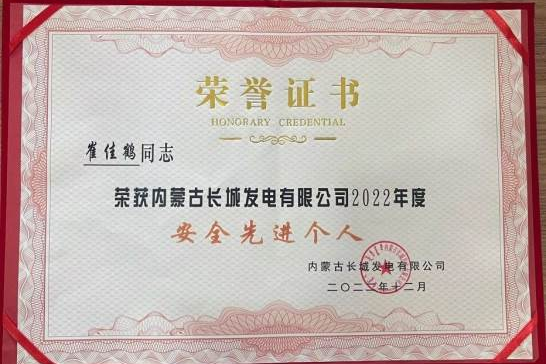 荣誉证书
HONORARY CREDENTIAL
崔佳鹤同志
荣获内蒙古长城发电有限公司2022年度
安全先进个人
内蒙古长城发电有限公司
二〇二二年十二月